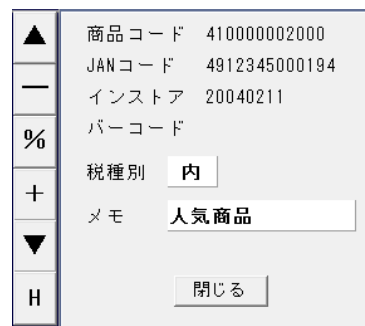 ▲
―
%
＋
▼
H
商品コード 410000002000
JANコード 4912345000194
インストア 20040211
バーコード
税種別 内
メモ 人気商品
閉じる